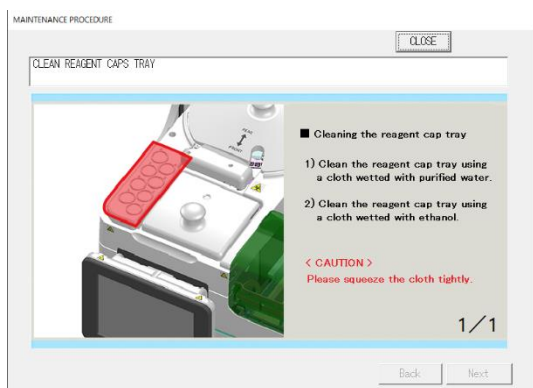 MAINTENANCE PROCEDURE
CLOSE
CLEAN REAGENT CAPS TRAY
■ Cleaning the reagent cap tray
1) Clean the reagent cap tray using
a cloth wetted with purified water.
2) Clean the reagent cap tray using
a cloth wetted with ethanol.
< CAUTION >
Please squeeze the cloth tightly.
1/1
Back Next